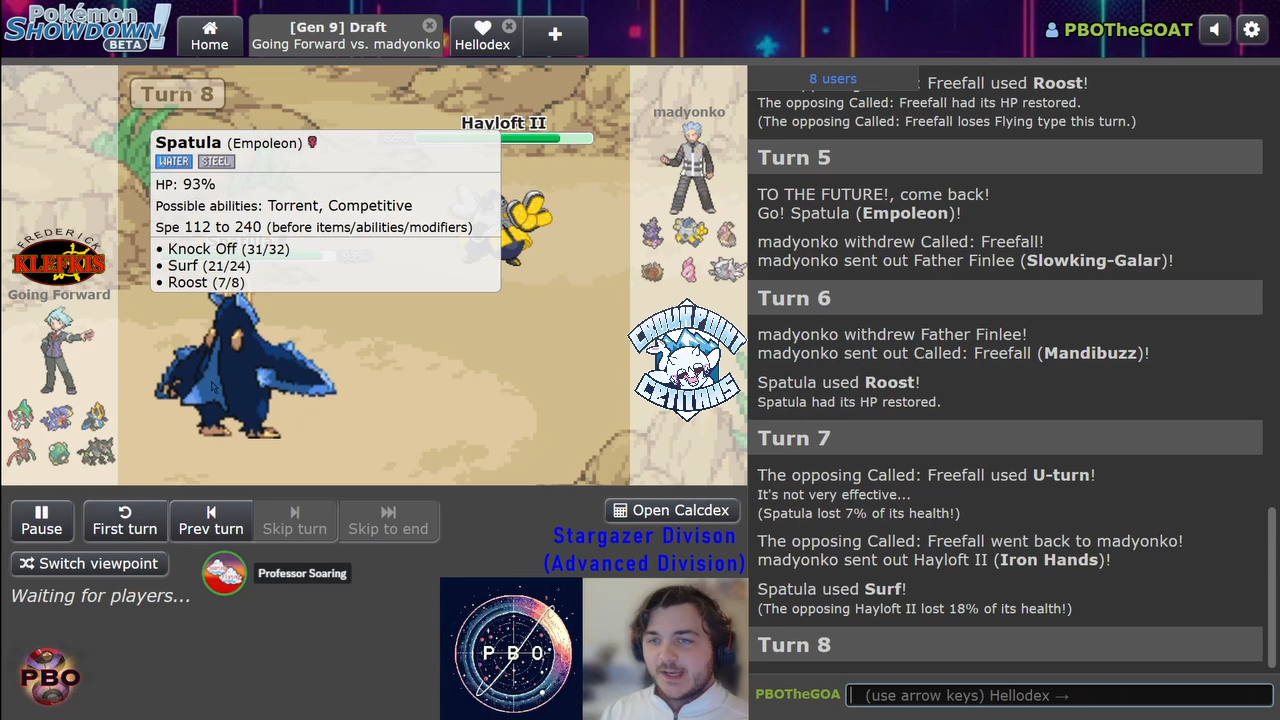 Pokémon
SHOWDOWN!
BETA
Home
[Gen 9] Draft
Going Forward vs. madyonko
Hellodex
PBOTheGOAT
8 users
Turn 8
Hayloft II
madyonko
Spatula (Empoleon)
WATER STEEL
HP: 93%
Possible abilities: Torrent, Competitive
Spe 112 to 240 (before items/abilities/modifiers)
• Knock Off (31/32)
• Surf (21/24)
• Roost (7/8)
FREDERICK
KLEFKIS
Going Forward
CROWN POINT
CRYTITANS
: Freefall used Roost!
The opposing Called: Freefall had its HP restored.
(The opposing Called: Freefall loses Flying type this turn.)
Turn 5
TO THE FUTURE!, come back!
Go! Spatula (Empoleon)!
madyonko withdrew Called: Freefall!
madyonko sent out Father Finlee (Slowking-Galar)!
Turn 6
madyonko withdrew Father Finlee!
madyonko sent out Called: Freefall (Mandibuzz)!
Spatula used Roost!
Spatula had its HP restored.
Turn 7
The opposing Called: Freefall used U-turn!
It's not very effective...
(Spatula lost 7% of its health!)
The opposing Called: Freefall went back to madyonko!
madyonko sent out Hayloft II (Iron Hands)!
Spatula used Surf!
(The opposing Hayloft II lost 18% of its health!)
Turn 8
PBOTheGOA (use arrow keys) Hellodex →
Pause
First turn
Prev turn
Skip turn
Skip to end
Open Calcdex
Switch viewpoint
Professor Soaring
Waiting for players...
Stargazer Divison
(Advanced Division)
PBO
P B O